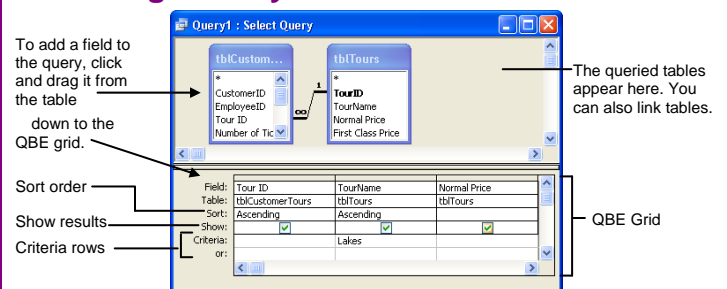 Query1 : Select Query
To add a field to
the query, click
and drag it from
the table
down to the
QBE grid.
tblCustom...
*
CustomerID
EmployeeID
Tour ID
Number of Tic
∞
1
tblTours
*
TourID
TourName
Normal Price
First Class Price
The queried tables
appear here. You
can also link tables.
Sort order
Show results
Criteria rows
Field: Tour ID TourName Normal Price
Table: tblCustomerTours tblTours tblTours
Sort: Ascending Ascending
Show:
Criteria: Lakes
or:
QBE Grid